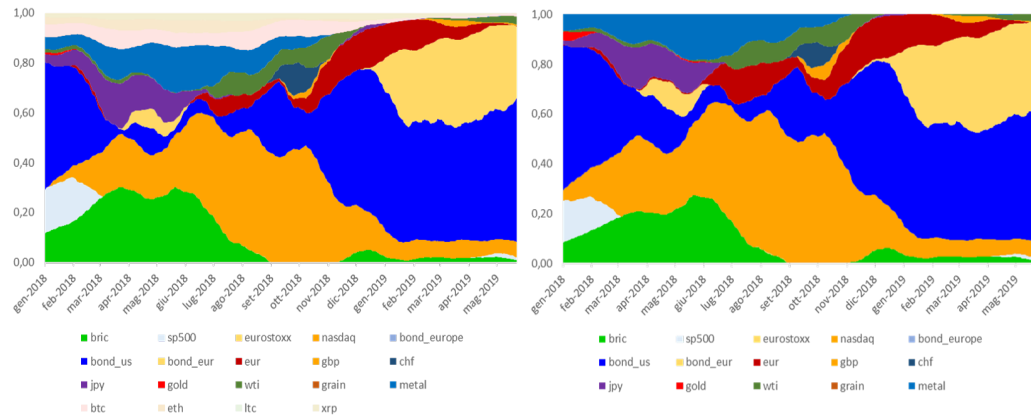 1,00
0,80
0,60
0,40
0,20
0,00
gen-2018 feb-2018 mar-2018 apr-2018 mag-2018 giu-2018 lug-2018 ago-2018 set-2018 ott-2018 nov-2018 dic-2018 gen-2019 feb-2019 mar-2019 apr-2019 mag-2019
bric sp500 eurostoxx nasdaq bond_europe
bond_us bond_eur eur gbp chf
jpy gold wti grain metal
btc eth ltc xrp
1,00
0,80
0,60
0,40
0,20
0,00
gen-2018 feb-2018 mar-2018 apr-2018 mag-2018 giu-2018 lug-2018 ago-2018 set-2018 ott-2018 nov-2018 dic-2018 gen-2019 feb-2019 mar-2019 apr-2019 mag-2019
bric sp500 eurostoxx nasdaq bond_europe
bond_us bond_eur eur gbp chf
jpy gold wti grain metal